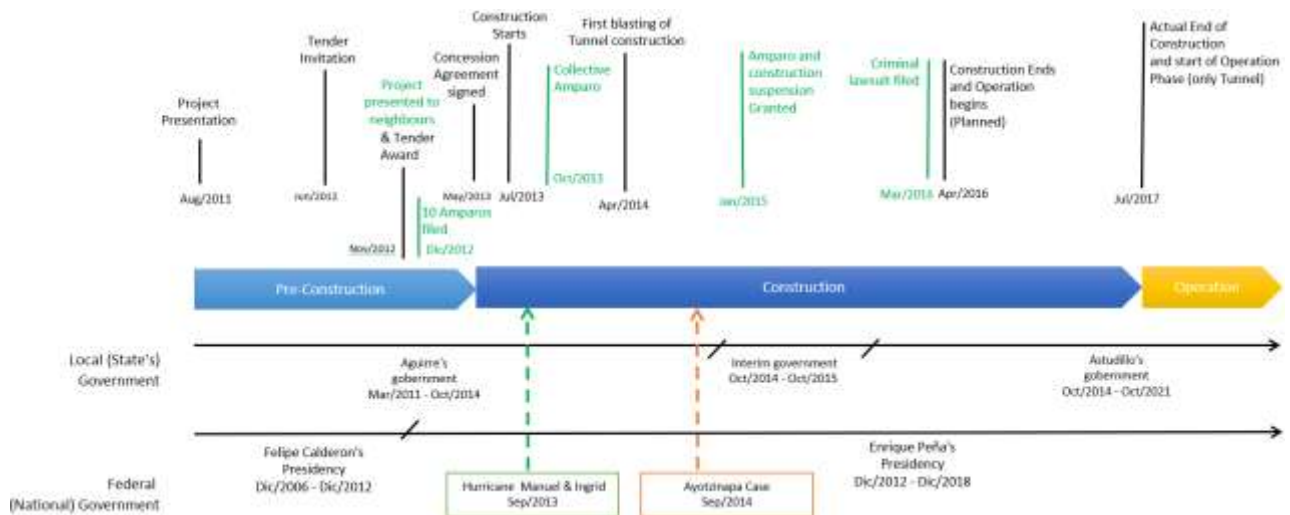 Project
Presentation
Aug/2011
Tender
Invitation
Jun/2012
Project
presented to
neighbours
& Tender
Award
Nov/2012
10 Amparos
filed
Dic/2012
Concession
Agreement
signed
May/2013
Construction
Starts
Jul/2013
Collective
Amparo
Oct/2013
First blasting of
Tunnel construction
Apr/2014
Amparo and
construction
suspension
Granted
Jan/2015
Criminal
lawsuit filed
Mar/2016
Construction Ends
and Operation
begins
(Planned)
Apr/2016
Actual End of
Construction
and start of Operation
Phase (only Tunnel)
Jul/2017
Pre-Construction
Construction
Operation
Local (State's)
Government
Aguirre's
gobernment
Mar/2011 - Oct/2014
Interim government
Oct/2014 - Oct/2015
Astudillo's
gobernment
Oct/2014 - Oct/2021
Federal
(National) Government
Felipe Calderon's
Presidency
Dic/2006 - Dic/2012
Enrique Peña's
Presidency
Dic/2012 - Dic/2018
Hurricane Manuel & Ingrid
Sep/2013
Ayotzinapa Case
Sep/2014